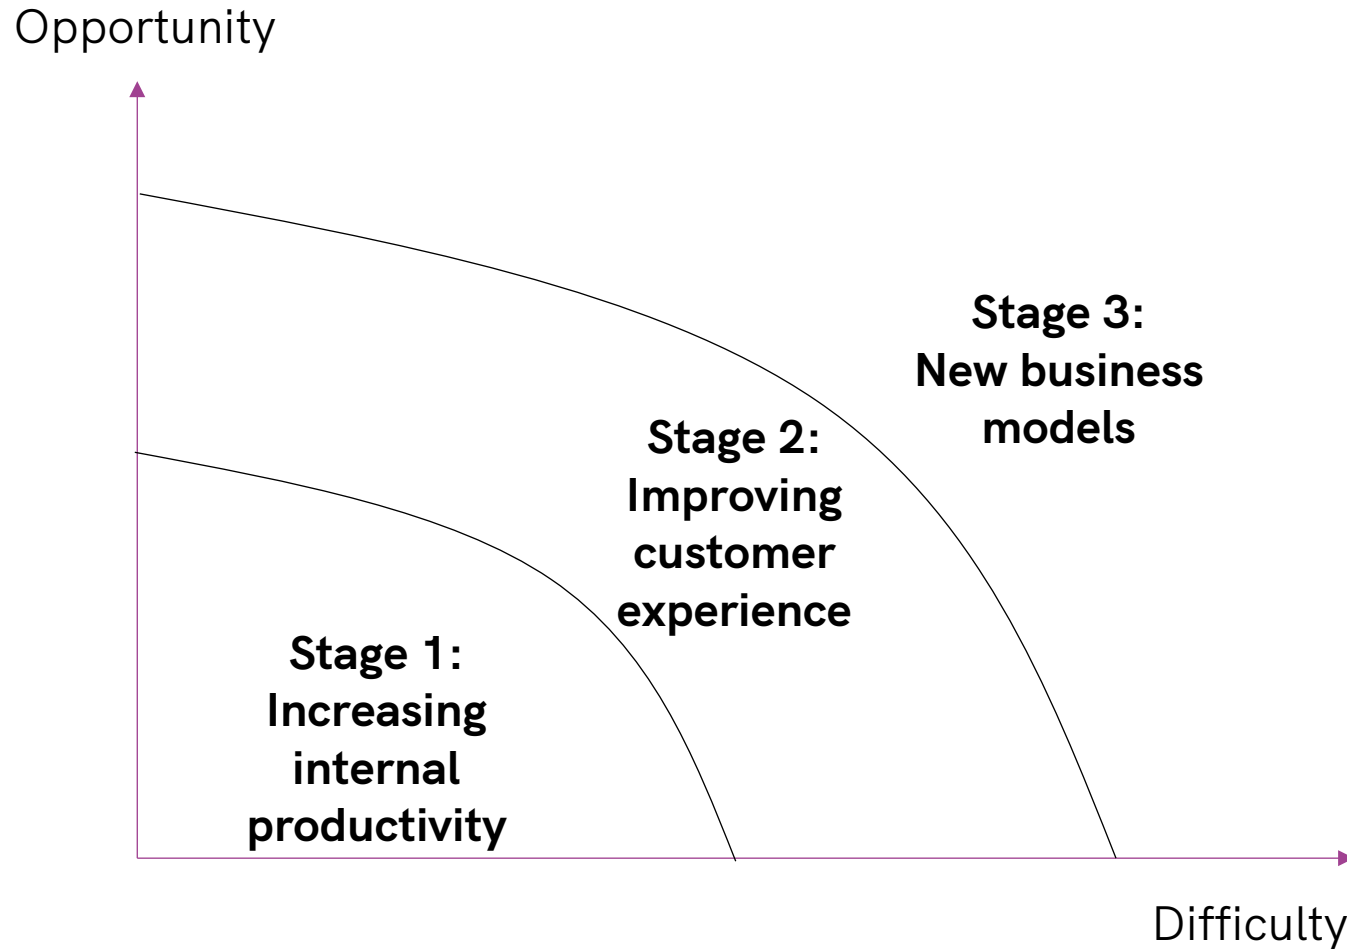 Opportunity
Stage 3:
New business
models
Stage 2:
Improving
customer
experience
Stage 1:
Increasing
internal
productivity
Difficulty